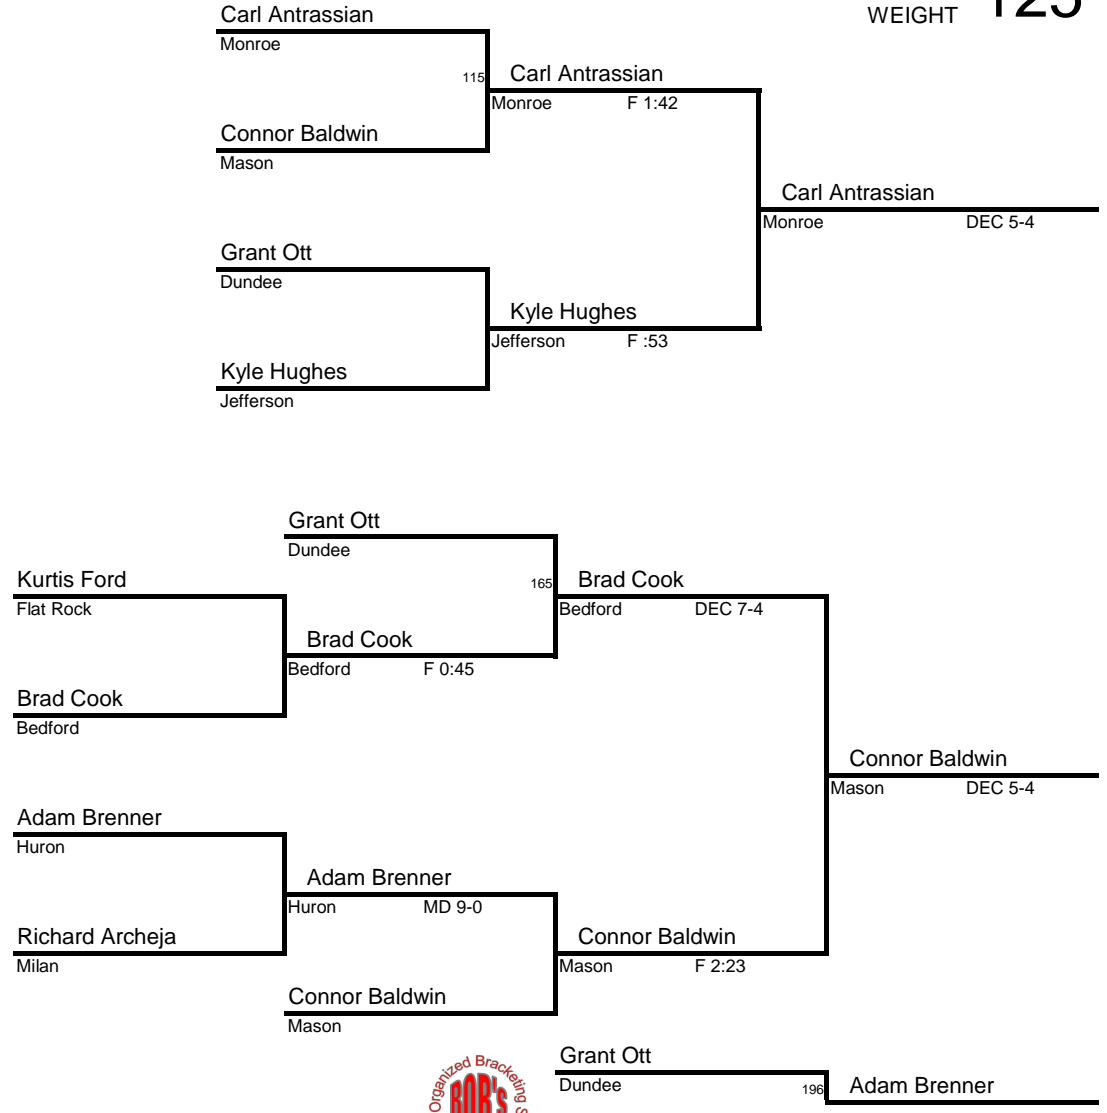 Carl Antrassian
WEIGHT 125
Monroe
115 Carl Antrassian
Monroe F 1:42
Connor Baldwin
Mason
Carl Antrassian
Monroe DEC 5-4
Grant Ott
Dundee
Kyle Hughes
Jefferson F :53
Kyle Hughes
Jefferson
Grant Ott
Dundee
Kurtis Ford
165 Brad Cook
Flat Rock
Bedford DEC 7-4
Brad Cook
Bedford F 0:45
Brad Cook
Bedford
Connor Baldwin
Mason DEC 5-4
Adam Brenner
Huron
Adam Brenner
Huron MD 9-0
Richard Archeja
Connor Baldwin
Milan
Mason F 2:23
Connor Baldwin
Mason
Grant Ott
Dundee
196 Adam Brenner
Organized Bracketing
BOB's